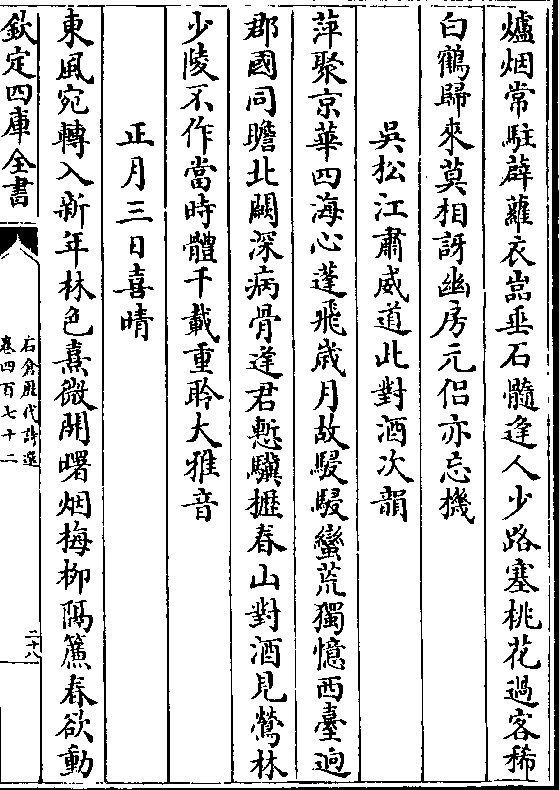 爐烟常駐薜蘿衣嵓垂石髓逢人少路塞桃花過客稀
白鶴歸來莫相訝幽房元侣亦忘機
吳松江肅威道此對酒次韻
萍聚京華四海心蓬飛歲月故駸駸蠻荒獨憶西臺逈
郡國同瞻北闕深病骨逢君慙驥櫪春山對酒見鶯林
少陵不作當時體千載重聆大雅音
正月三日喜晴
東風宛轉入新年林色熹微開曙烟梅柳隔簾春欲動
欽定四庫全書
石倉歷代詩選
卷四百七十二
二十八